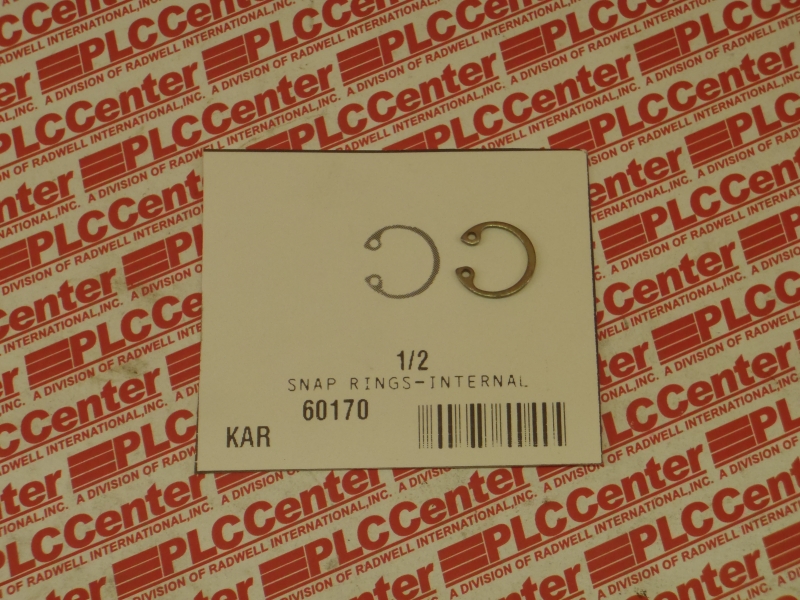 PLCCenter
A DIVISION OF RADWELL INTERNATIONAL, INC.
1/2
SNAP RINGS-INTERNAL
60170
KAR